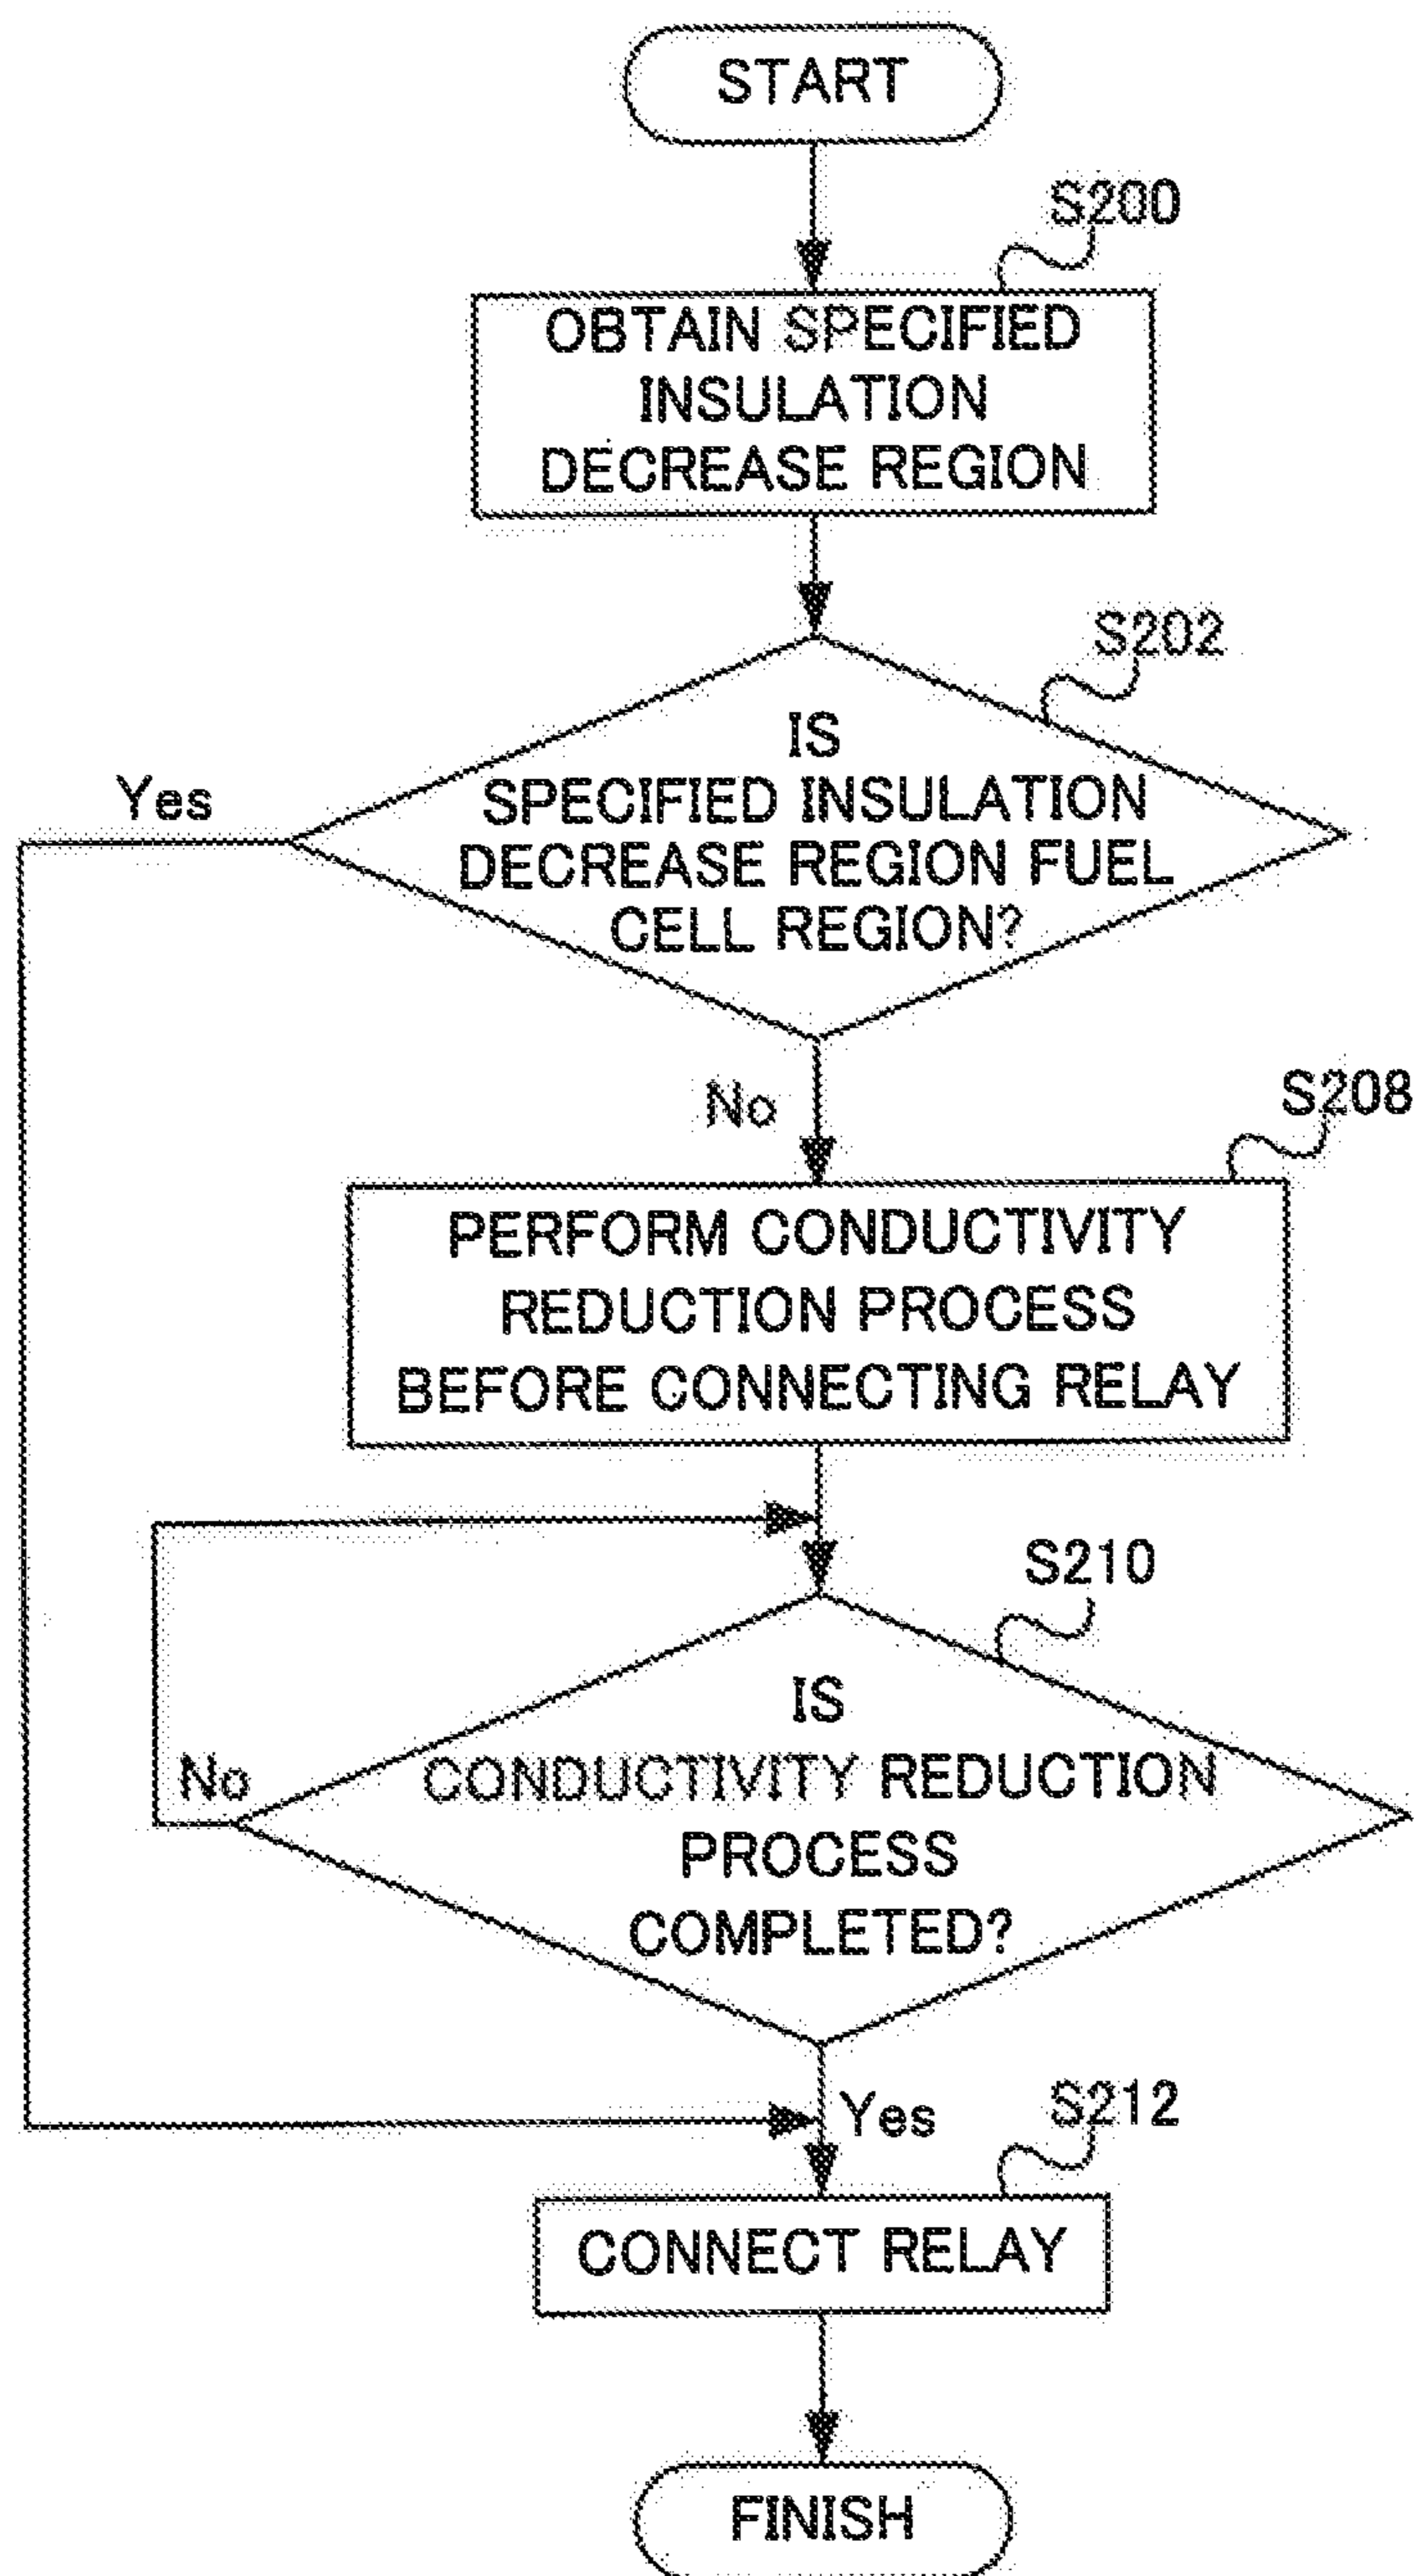 START
S200
OBTAIN SPECIFIED
INSULATION
DECREASE REGION
S202
IS
SPECIFIED INSULATION
DECREASE REGION FUEL
CELL REGION?
Yes
No
S208
PERFORM CONDUCTIVITY
REDUCTION PROCESS
BEFORE CONNECTING RELAY
S210
IS
CONDUCTIVITY REDUCTION
PROCESS
COMPLETED?
No
Yes
S212
CONNECT RELAY
FINISH